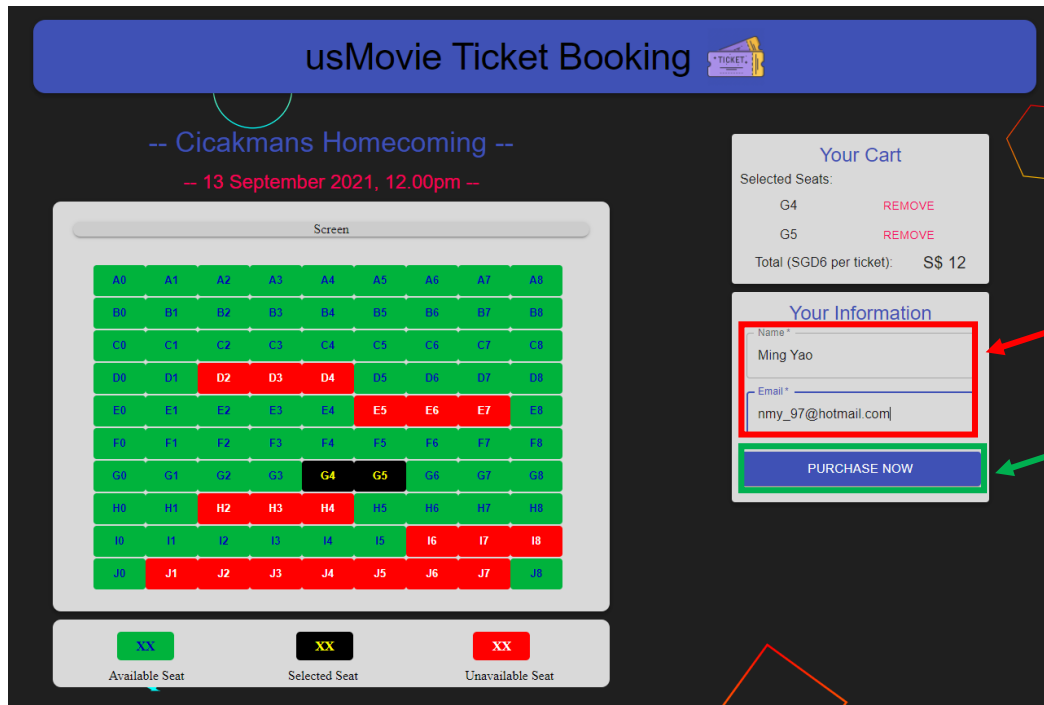 usMovie Ticket Booking
TICKET
-- Cicakmans Homecoming --
-- 13 September 2021, 12.00pm --
Screen
A0 A1 A2 A3 A4 A5 A6 A7 A8
B0 B1 B2 B3 B4 B5 B6 B7 B8
C0 C1 C2 C3 C4 C5 C6 C7 C8
D0 D1 D2 D3 D4 D5 D6 D7 D8
E0 E1 E2 E3 E4 E5 E6 E7 E8
F0 F1 F2 F3 F4 F5 F6 F7 F8
G0 G1 G2 G3 G4 G5 G6 G7 G8
H0 H1 H2 H3 H4 H5 H6 H7 H8
I0 I1 I2 I3 I4 I5 I6 I7 I8
J0 J1 J2 J3 J4 J5 J6 J7 J8
XX XX XX
Available Seat Selected Seat Unavailable Seat
Your Cart
Selected Seats:
G4 REMOVE
G5 REMOVE
Total (SGD6 per ticket): S$ 12
Your Information
Name *
Ming Yao
Email *
nmy_97@hotmail.com
PURCHASE NOW